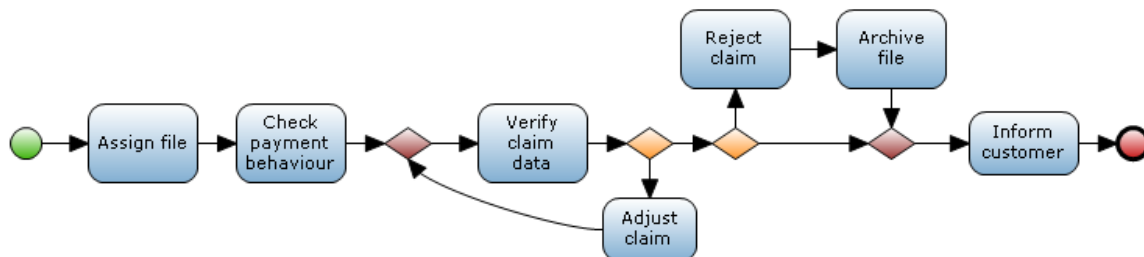 Assign file
Check
payment
behaviour
Verify
claim
data
Adjust
claim
Reject
claim
Archive
file
Inform
customer